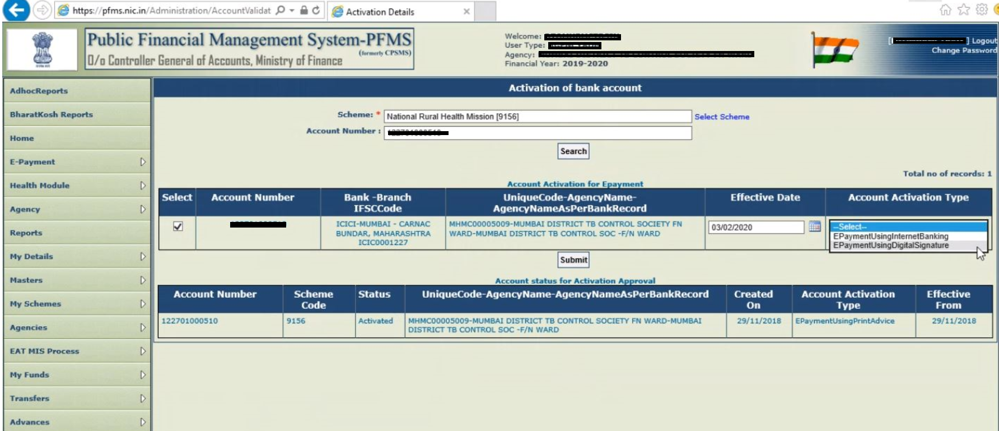 https://pfms.nic.in/Administration/AccountValidat
Activation Details
Public Financial Management System-PFMS
(formerly CPSMS)
O/o Controller General of Accounts, Ministry of Finance
Welcome:
User Type:
Agency:
Financial Year: 2019-2020
[ ] Logout
Change Password
AdhocReports
BharatKosh Reports
Home
E-Payment
Health Module
Agency
Reports
My Details
Masters
My Schemes
Agencies
EAT MIS Process
My Funds
Transfers
Advances
Activation of bank account
Scheme: * National Rural Health Mission [9156] Select Scheme
Account Number :
Search
Total no of records: 1
Account Activation for Epayment
Select Account Number Bank -Branch IFSCCode UniqueCode-AgencyName-AgencyNameAsPerBankRecord Effective Date Account Activation Type
ICICI-MUMBAI - CARNAC
BUNDAR, MAHARASHTRA
ICIC0001227
MHMC00005009-MUMBAI DISTRICT TB CONTROL SOCIETY FN
WARD-MUMBAI DISTRICT TB CONTROL SOC -F/N WARD
03/02/2020
--Select--
EPaymentUsingInternetBanking
EPaymentUsingDigitalSignature
Submit
Account status for Activation Approval
Account Number Scheme Code Status UniqueCode-AgencyName-AgencyNameAsPerBankRecord Created On Account Activation Type Effective From
122701000510 9156 Activated MHMC00005009-MUMBAI DISTRICT TB CONTROL SOCIETY FN WARD-MUMBAI 29/11/2018 EPaymentUsingPrintAdvice 29/11/2018
DISTRICT TB CONTROL SOC -F/N WARD